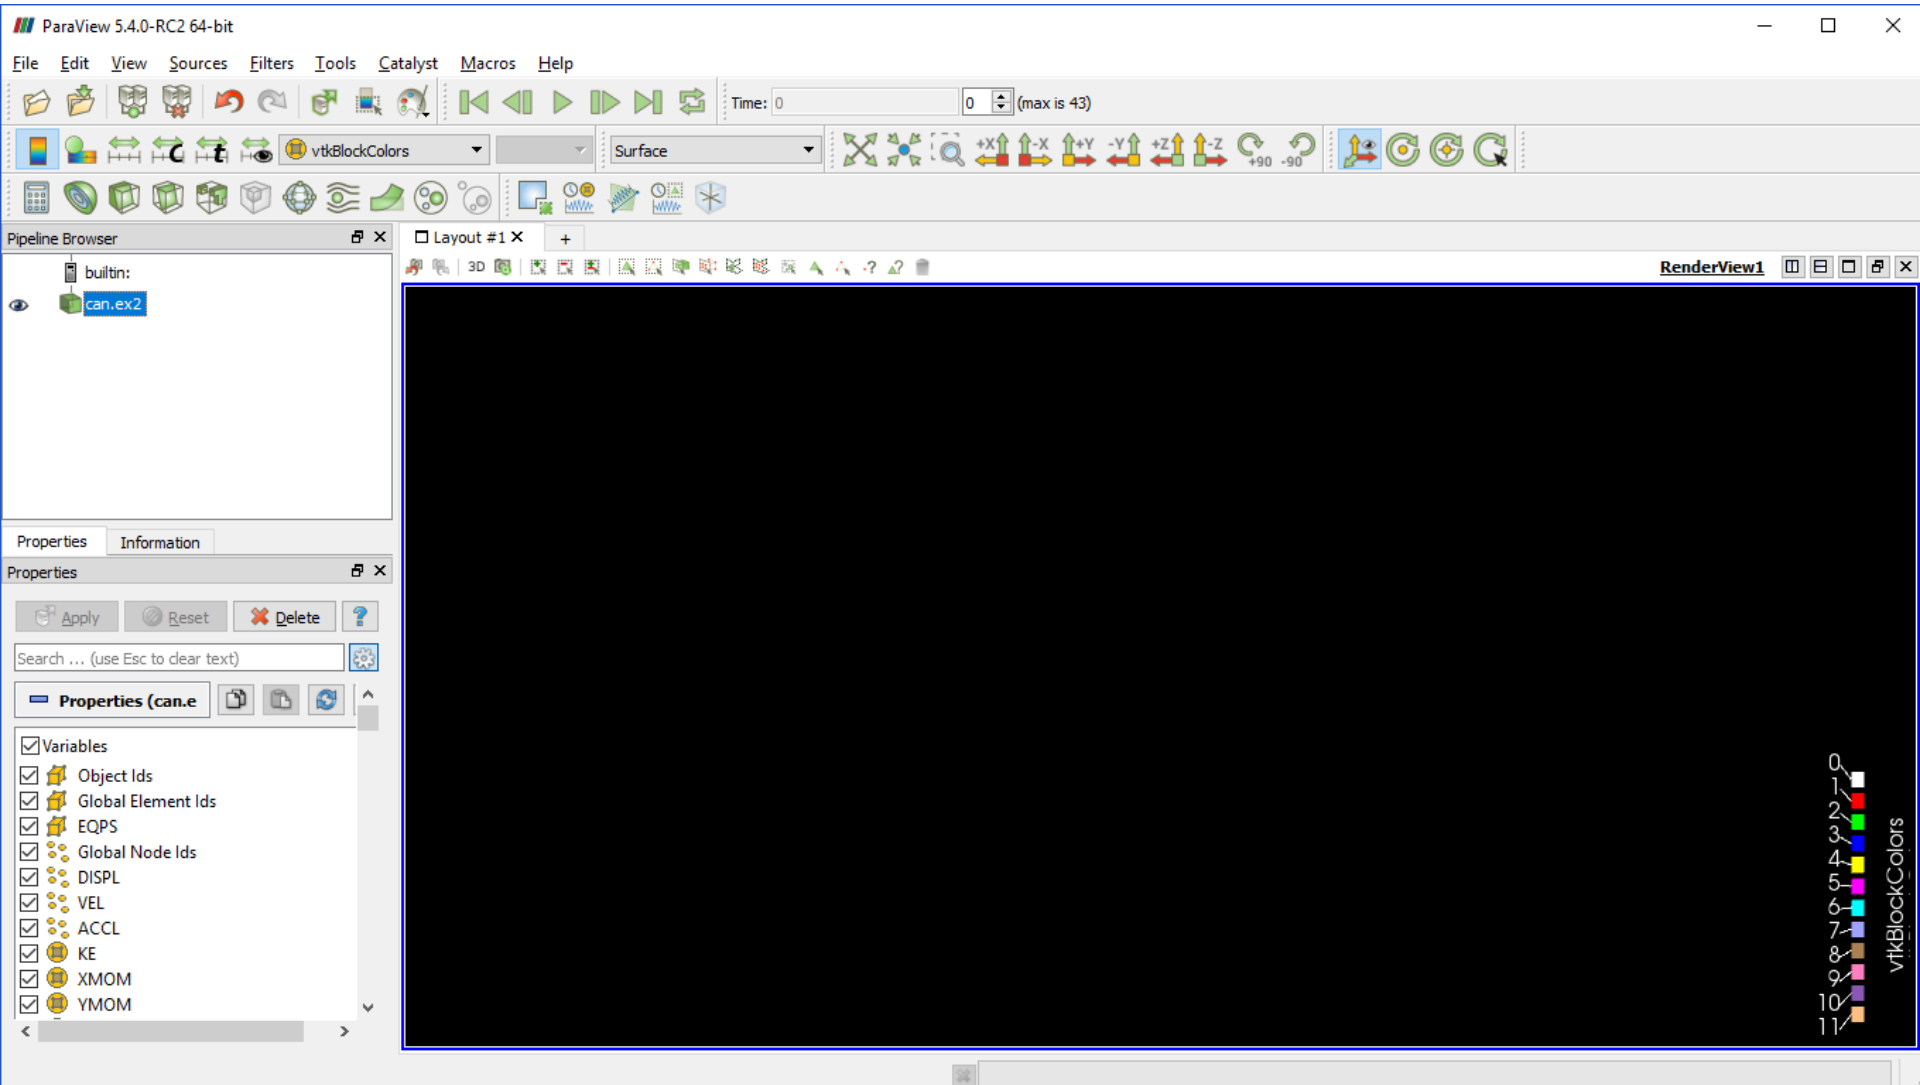 ParaView 5.4.0-RC2 64-bit
File Edit View Sources Filters Tools Catalyst Macros Help
Time: 0 0 (max is 43)
C t vtkBlockColors Surface +X -X +Y -Y +Z -Z +90 -90
Pipeline Browser
Layout #1 +
builtin:
3D
RenderView1
can.ex2
Properties Information
Properties
Apply Reset Delete ?
Search ... (use Esc to clear text)
Properties (can.e
Variables
Object Ids
Global Element Ids
EQPS
Global Node Ids
DISPL
VEL
ACCL
KE
XMOM
YMOM
0
1
2
3
4
5
6
7
8
9
10
11
vtkBlockColors